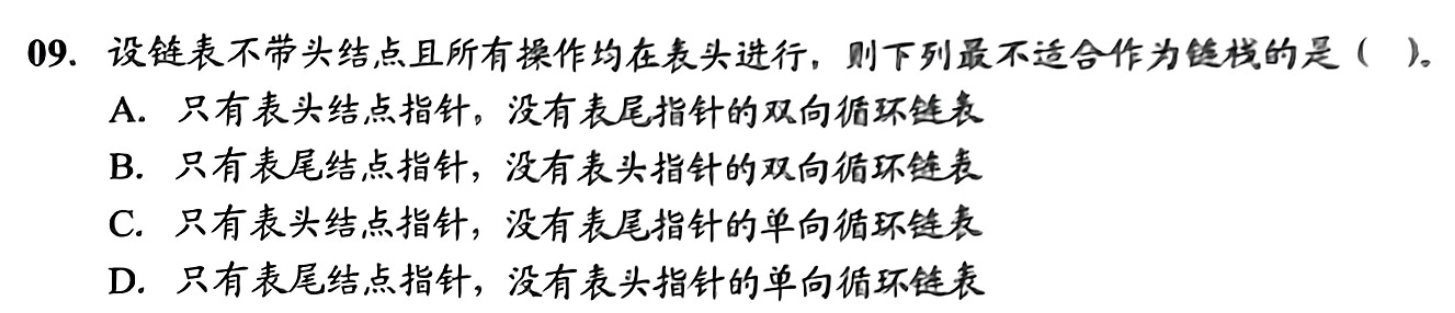 09. 设链表不带头结点且所有操作均在表头进行，则下列最不适合作为链栈的是（ ）。
A. 只有表头结点指针，没有表尾指针的双向循环链表
B. 只有表尾结点指针，没有表头指针的双向循环链表
C. 只有表头结点指针，没有表尾指针的单向循环链表
D. 只有表尾结点指针，没有表头指针的单向循环链表